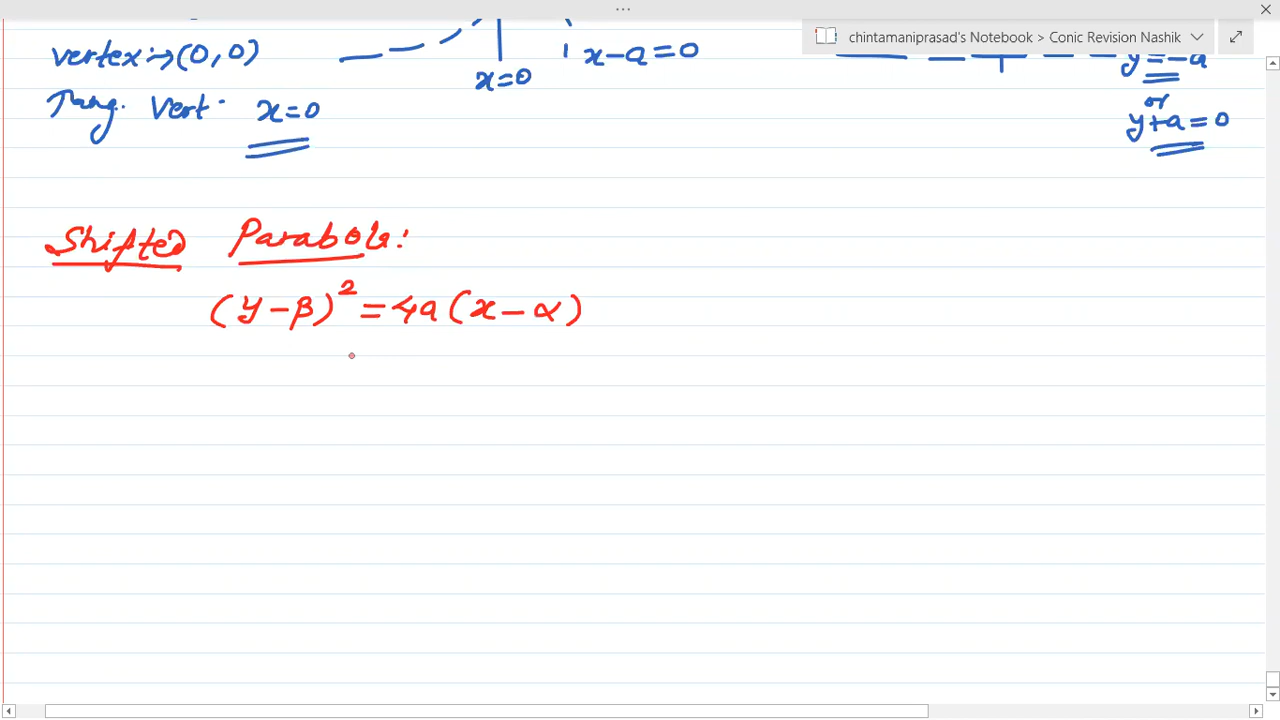 ...
chintamaniprasad's Notebook > Conic Revision Nashik
vertex:→(0,0)
x-a=0
x=0
y=-a
or
y+a=0
Tang. Vert. x=0
Shifted Parabola:
(y-β)²=4a(x-α)